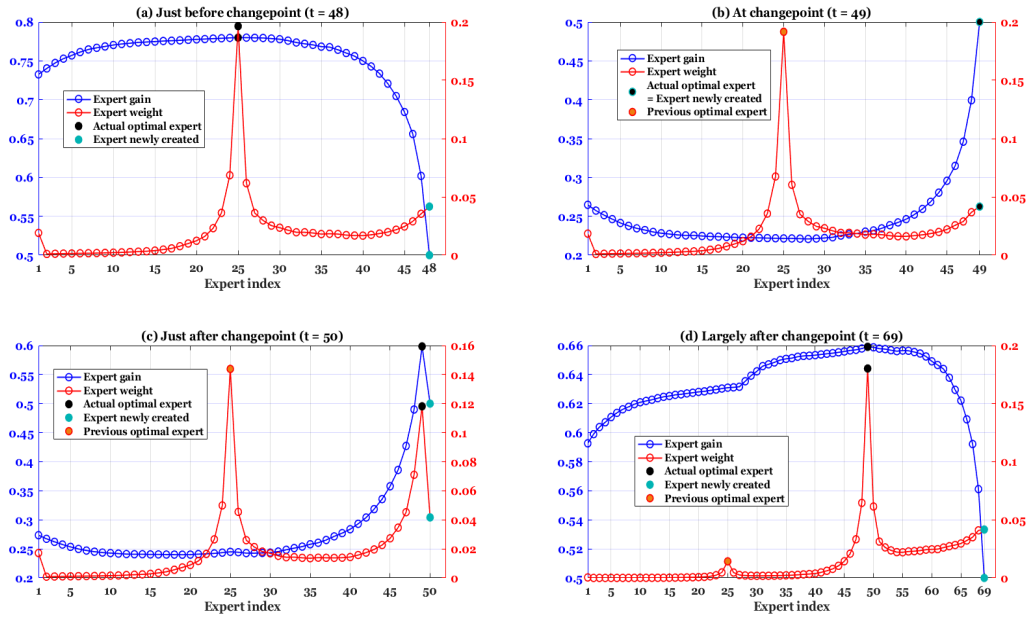 (a) Just before changepoint (t = 48)
0.8
0.75
0.7
0.65
0.6
0.55
0.5
0.2
0.15
0.1
0.05
0
Expert gain
Expert weight
Actual optimal expert
Expert newly created
1 5 10 15 20 25 30 35 40 45 48
Expert index
(b) At changepoint (t = 49)
0.5
0.45
0.4
0.35
0.3
0.25
0.2
0.2
0.15
0.1
0.05
0
Expert gain
Expert weight
Actual optimal expert
= Expert newly created
Previous optimal expert
1 5 10 15 20 25 30 35 40 49
Expert index
(c) Just after changepoint (t = 50)
0.6
0.55
0.5
0.45
0.4
0.35
0.3
0.25
0.2
0.16
0.14
0.12
0.1
0.08
0.06
0.04
0.02
0
Expert gain
Expert weight
Actual optimal expert
Expert newly created
Previous optimal expert
1 5 10 15 20 25 30 35 40 45 50
Expert index
(d) Largely after changepoint (t = 69)
0.66
0.64
0.62
0.6
0.58
0.56
0.54
0.52
0.5
0.2
0.15
0.1
0.05
0
Expert gain
Expert weight
Actual optimal expert
Expert newly created
Previous optimal expert
1 5 10 15 20 25 30 35 40 45 50 55 60 65 69
Expert index